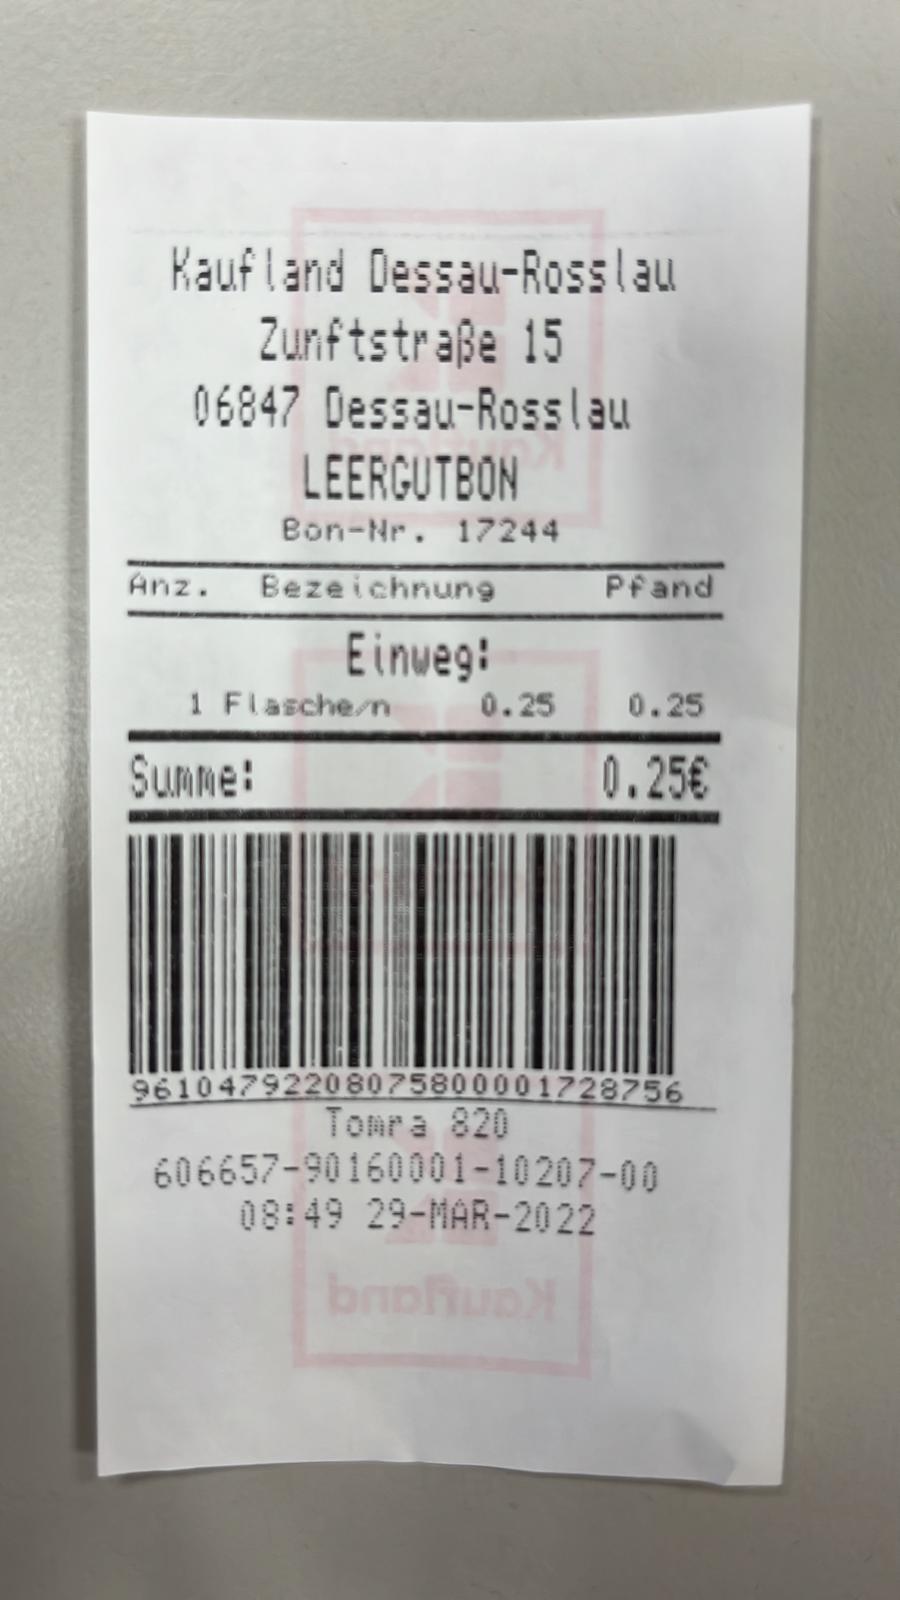 Kaufland Dessau-Rosslau
Zunftstraße 15
06847 Dessau-Rosslau
LEERGUTBON
Bon-Nr. 17244
Anz. Bezeichnung Pfand
Einweg:
1 Flasche/n 0.25 0.25
Summe: 0.25€
96104792208075800001728756
Tomra 820
606657-90160001-10207-00
08:49 29-MAR-2022
Kaufland